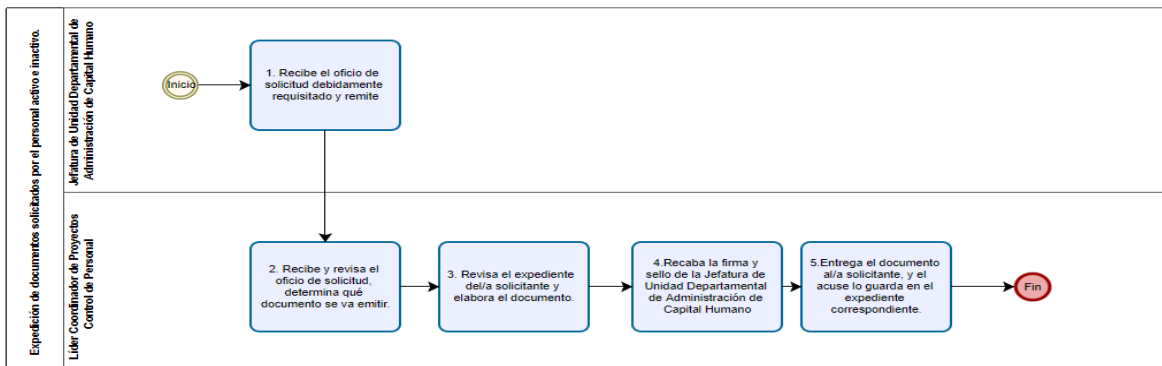 Expedición de documentos solicitados por el personal activo e inactivo.
Jefatura de Unidad Departamental de
Administración de Capital Humano
Inicio
1. Recibe el oficio de
solicitud debidamente
requisitado y remite
Líder Coordinador de Proyectos
Control de Personal
2. Recibe y revisa el
oficio de solicitud,
determina qué
documento se va emitir.
3. Revisa el expediente
del/a solicitante y
elabora el documento.
4.Recaba la firma y
sello de la Jefatura de
Unidad Departamental
de Administración de
Capital Humano
5.Entrega el documento
al/a solicitante, y el
acuse lo guarda en el
expediente
correspondiente.
Fin